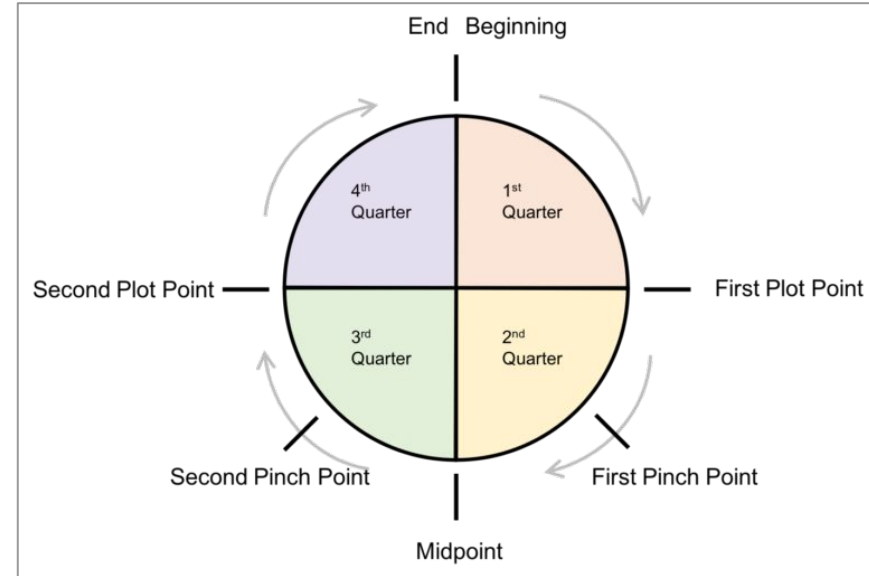 End Beginning
4th
Quarter
1st
Quarter
Second Plot Point
First Plot Point
3rd
Quarter
2nd
Quarter
Second Pinch Point
First Pinch Point
Midpoint